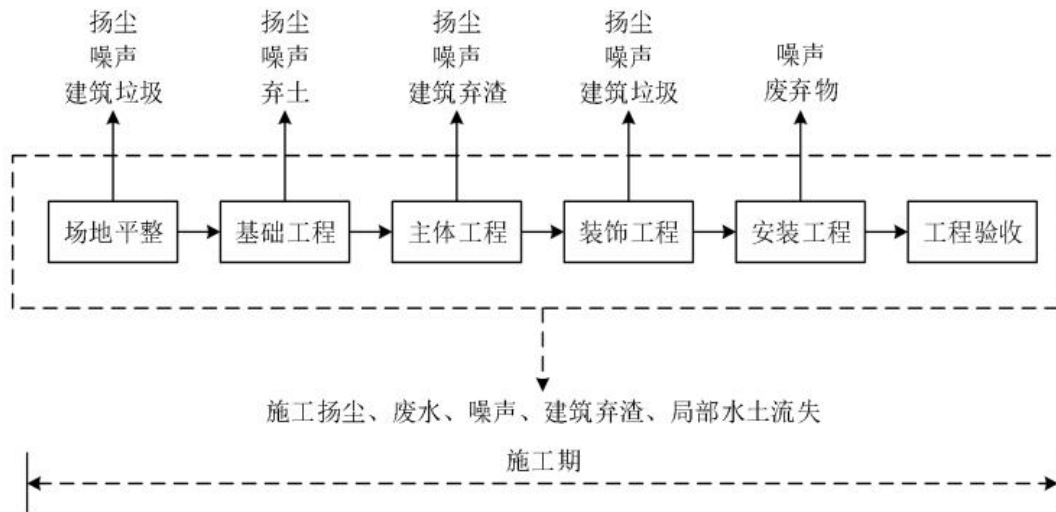 扬尘
噪声
建筑垃圾
扬尘
噪声
弃土
扬尘
噪声
建筑弃渣
扬尘
噪声
建筑垃圾
噪声
废弃物
场地平整
基础工程
主体工程
装饰工程
安装工程
工程验收
施工扬尘、废水、噪声、建筑弃渣、局部水土流失
施工期